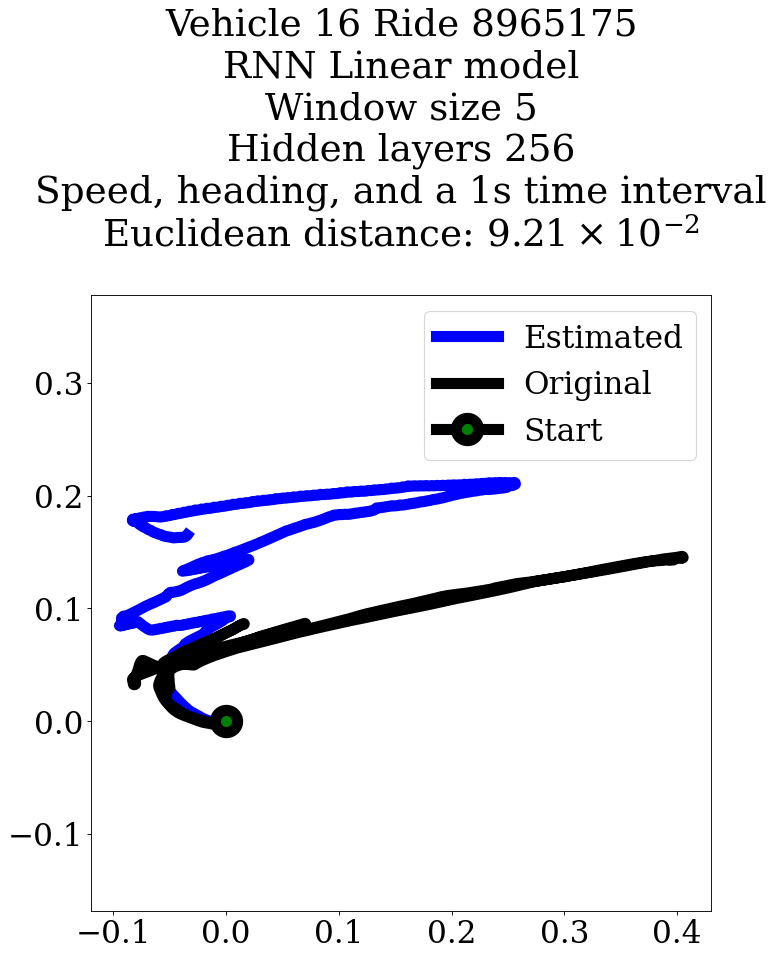 Vehicle 16 Ride 8965175
RNN Linear model
Window size 5
Hidden layers 256
Speed, heading, and a 1s time interval
Euclidean distance: 9.21 × 10⁻²
Estimated
Original
Start
0.3
0.2
0.1
0.0
−0.1
−0.1 0.0 0.1 0.2 0.3 0.4